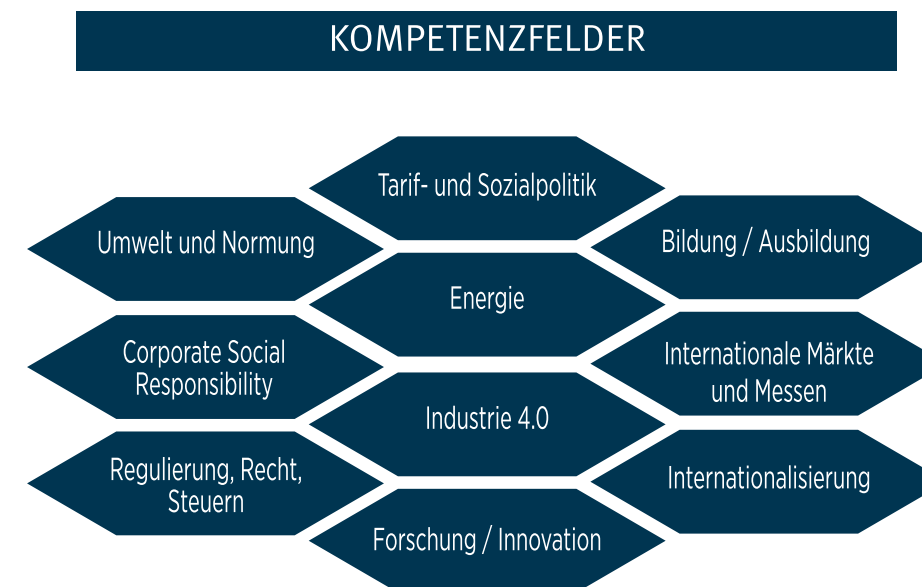 KOMPETENZFELDER
Tarif- und Sozialpolitik
Umwelt und Normung
Bildung / Ausbildung
Energie
Corporate Social
Responsibility
Internationale Märkte
und Messen
Industrie 4.0
Regulierung, Recht,
Steuern
Internationalisierung
Forschung / Innovation